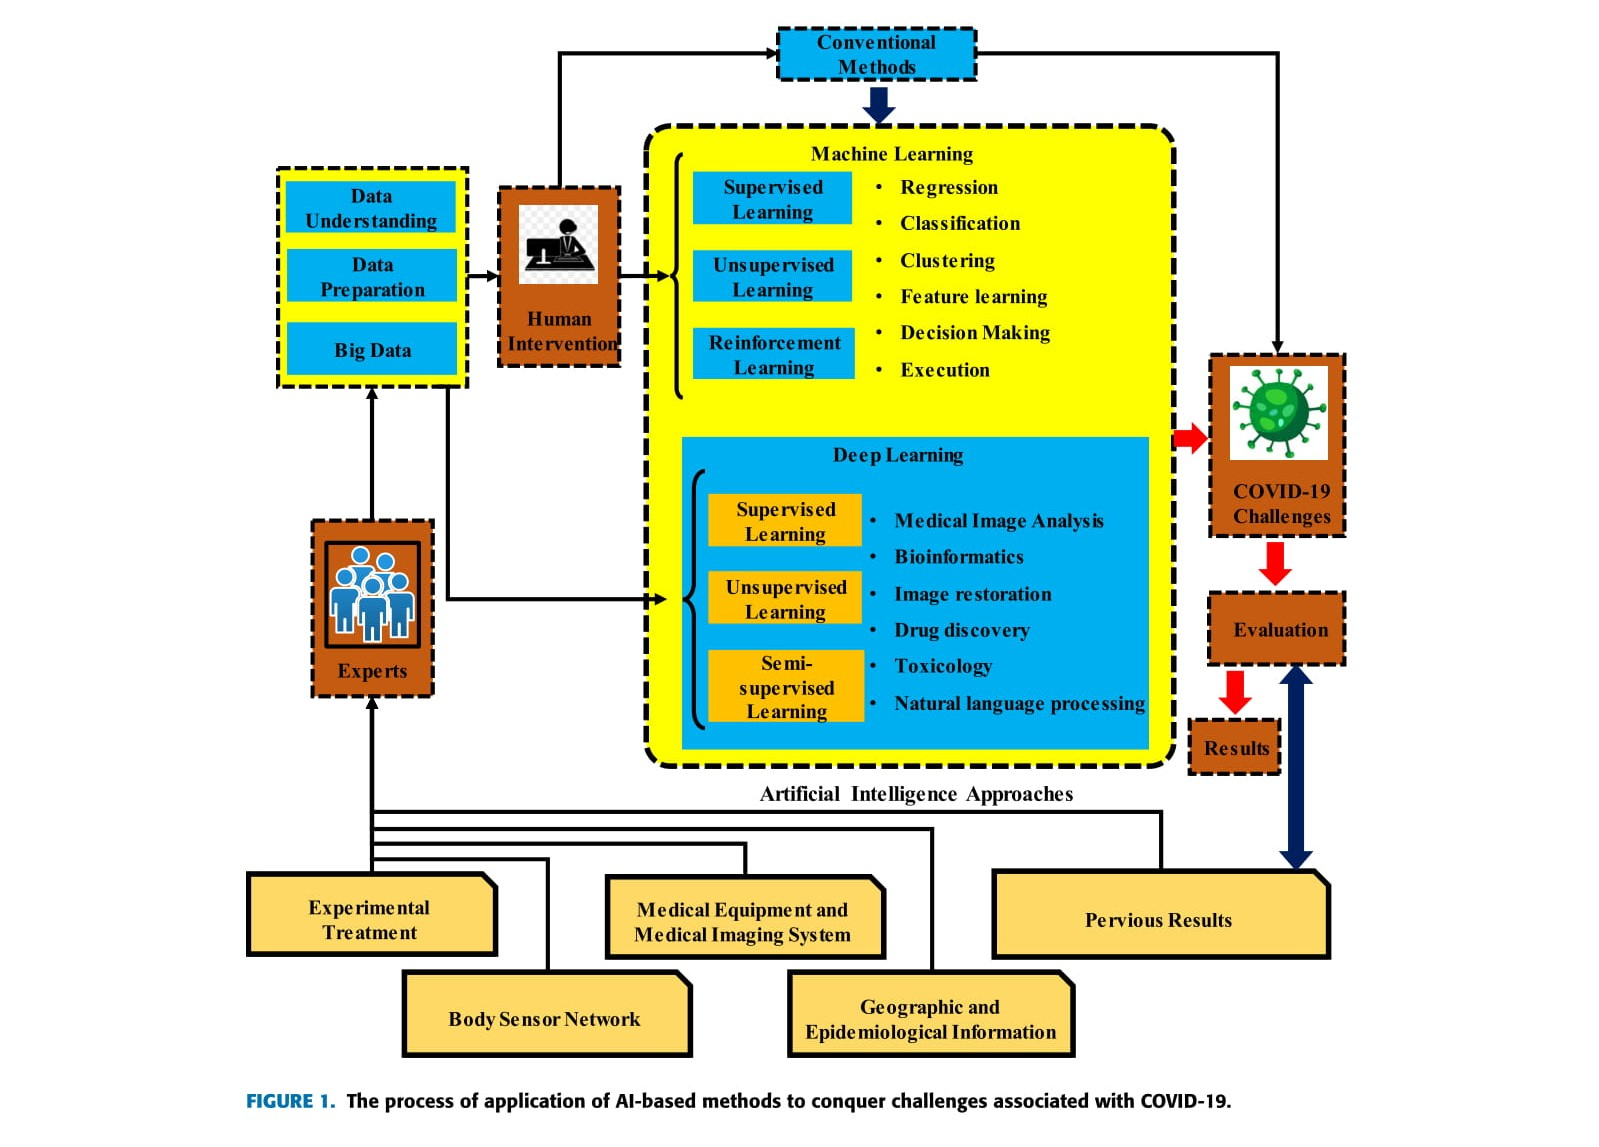 Conventional
Methods
Data
Understanding
Data
Preparation
Big Data
Human
Intervention
Machine Learning
Supervised
Learning
Unsupervised
Learning
Reinforcement
Learning
• Regression
• Classification
• Clustering
• Feature learning
• Decision Making
• Execution
Deep Learning
Supervised
Learning
Unsupervised
Learning
Semi-
supervised
Learning
• Medical Image Analysis
• Bioinformatics
• Image restoration
• Drug discovery
• Toxicology
• Natural language processing
COVID-19
Challenges
Evaluation
Results
Experts
Artificial Intelligence Approaches
Experimental
Treatment
Medical Equipment and
Medical Imaging System
Pervious Results
Body Sensor Network
Geographic and
Epidemiological Information
FIGURE 1. The process of application of AI-based methods to conquer challenges associated with COVID-19.